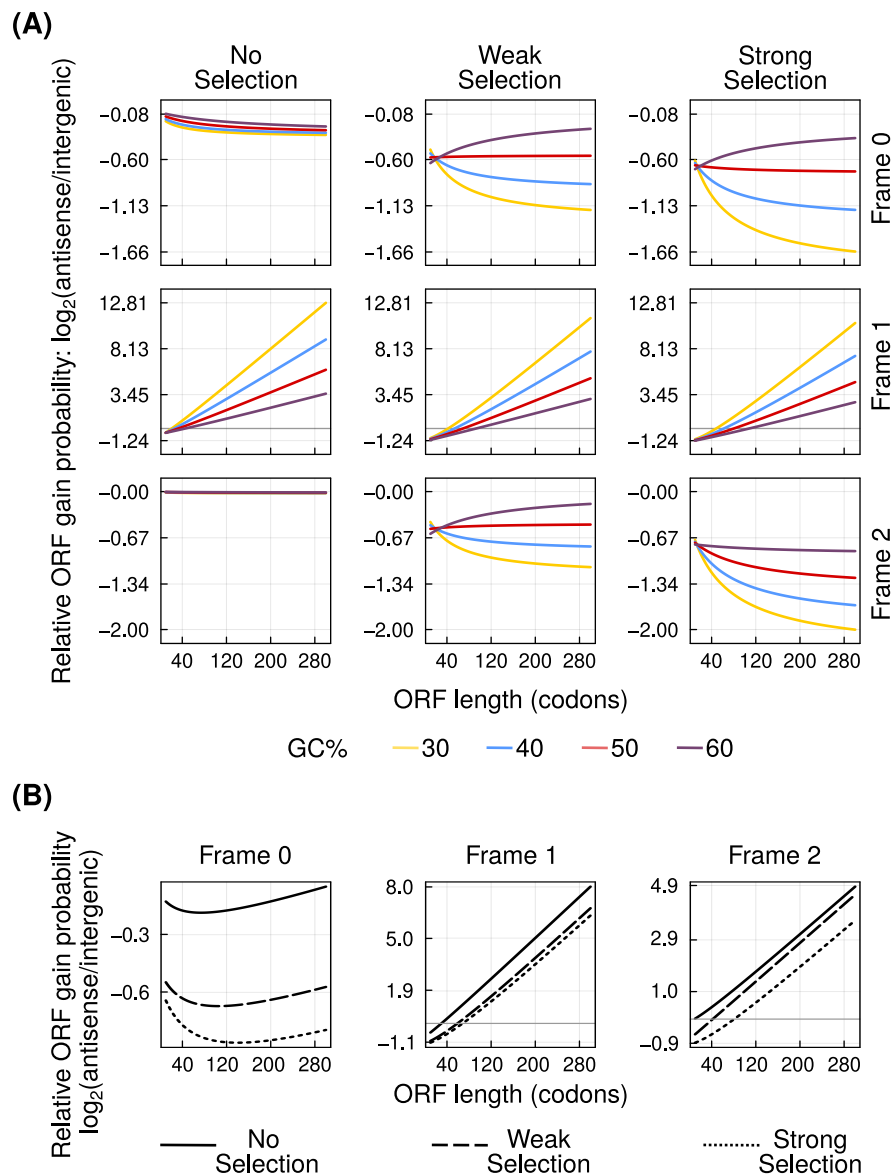 (A)
No
Selection
Weak
Selection
Strong
Selection
Relative ORF gain probability: log₂(antisense/intergenic)
−0.08
−0.60
−1.13
−1.66
−0.08
−0.60
−1.13
−1.66
−0.08
−0.60
−1.13
−1.66
Frame 0
12.81
8.13
3.45
−1.24
12.81
8.13
3.45
−1.24
12.81
8.13
3.45
−1.24
Frame 1
−0.00
−0.67
−1.34
−2.00
−0.00
−0.67
−1.34
−2.00
−0.00
−0.67
−1.34
−2.00
Frame 2
40 120 200 280
40 120 200 280
40 120 200 280
ORF length (codons)
GC% 30 40 50 60
(B)
Relative ORF gain probability
log₂(antisense/intergenic)
Frame 0
Frame 1
Frame 2
−0.3
−0.6
8.0
5.0
1.9
−1.1
4.9
2.9
1.0
−0.9
40 120 200 280
40 120 200 280
40 120 200 280
ORF length (codons)
No
Selection
Weak
Selection
Strong
Selection